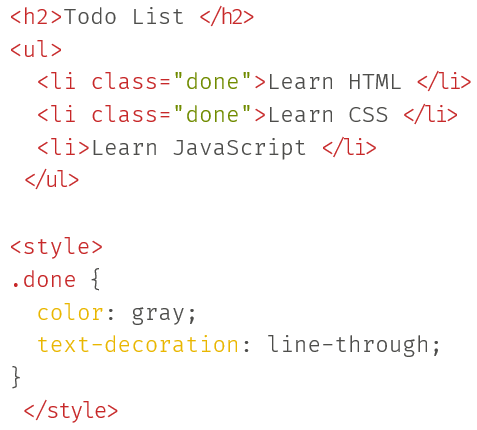 <h2>Todo List </h2>
<ul>
  <li class="done">Learn HTML </li>
  <li class="done">Learn CSS </li>
  <li>Learn JavaScript </li>
 </ul>

<style>
.done {
  color: gray;
  text-decoration: line-through;
}
 </style>